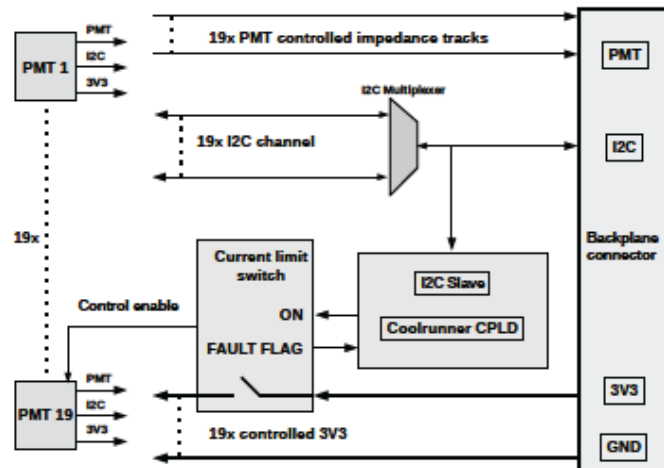 PMT
PMT 1
I2C
3V3
19x PMT controlled impedance tracks
PMT
I2C Multiplexer
19x I2C channel
I2C
19x
Backplane
connector
Current limit
switch
I2C Slave
Control enable
ON
Coolrunner CPLD
FAULT FLAG
PMT
PMT 19
I2C
3V3
3V3
19x controlled 3V3
GND